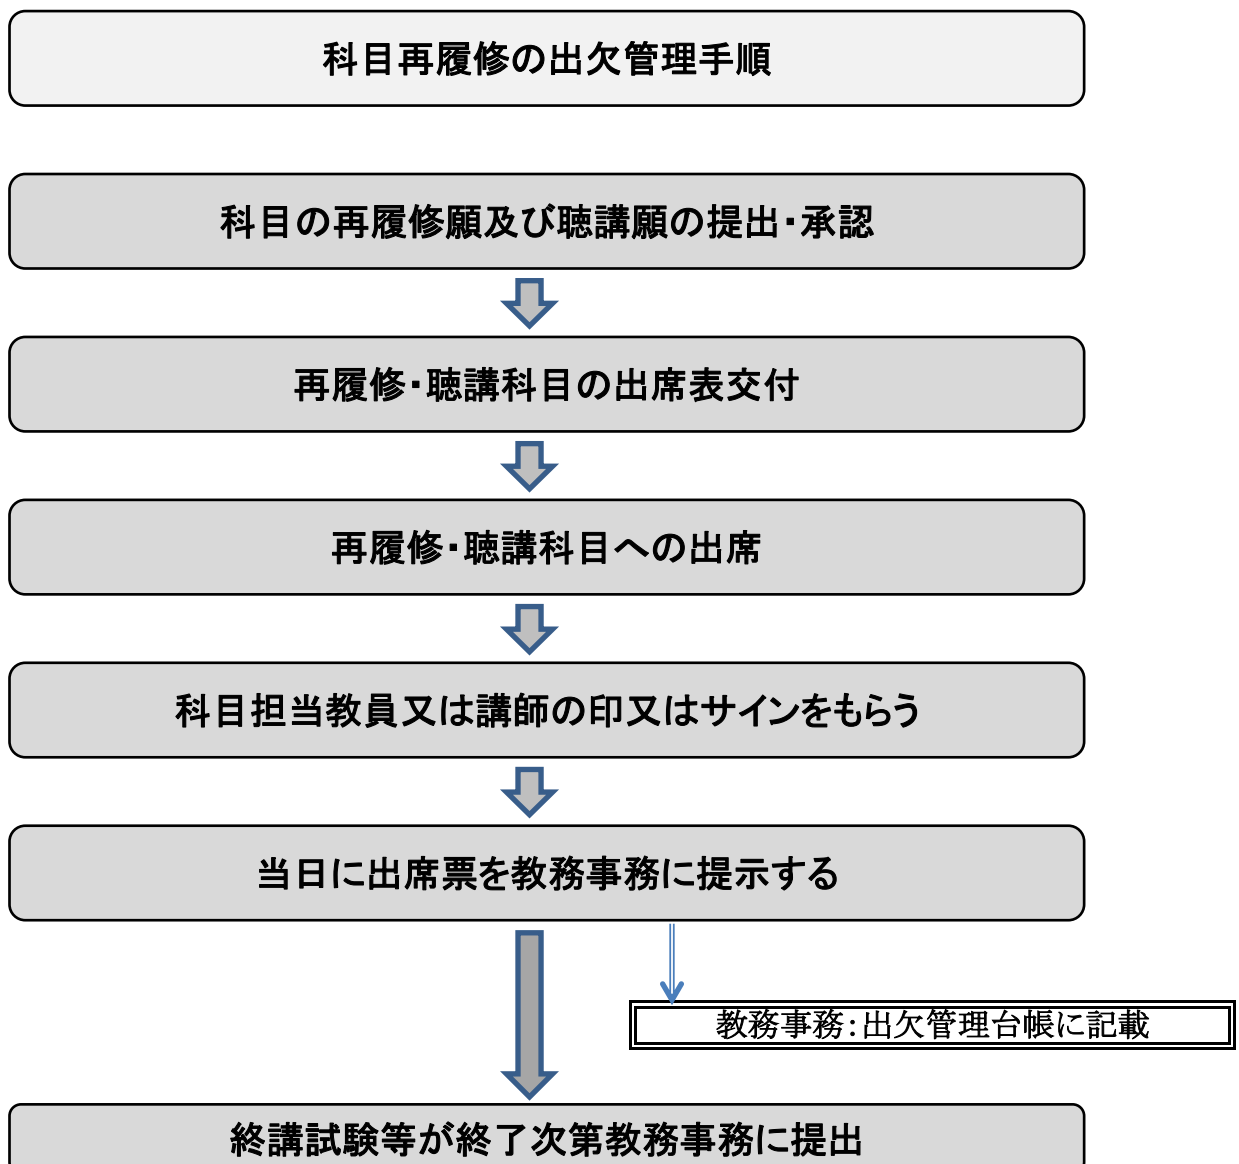 科目再履修の出欠管理手順
科目の再履修願及び聴講願の提出・承認
再履修・聴講科目の出席表交付
再履修・聴講科目への出席
科目担当教員又は講師の印又はサインをもらう
当日に出席票を教務事務に提示する
教務事務：出欠管理台帳に記載
終講試験等が終了次第教務事務に提出